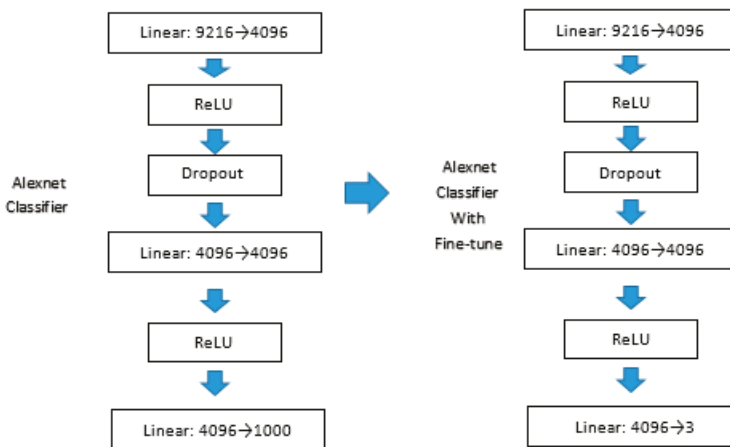 Linear: 9216→4096
ReLU
Dropout
Alexnet
Classifier
Linear: 4096→4096
ReLU
Linear: 4096→1000
Linear: 9216→4096
ReLU
Dropout
Alexnet
Classifier
With
Fine-tune
Linear: 4096→4096
ReLU
Linear: 4096→3